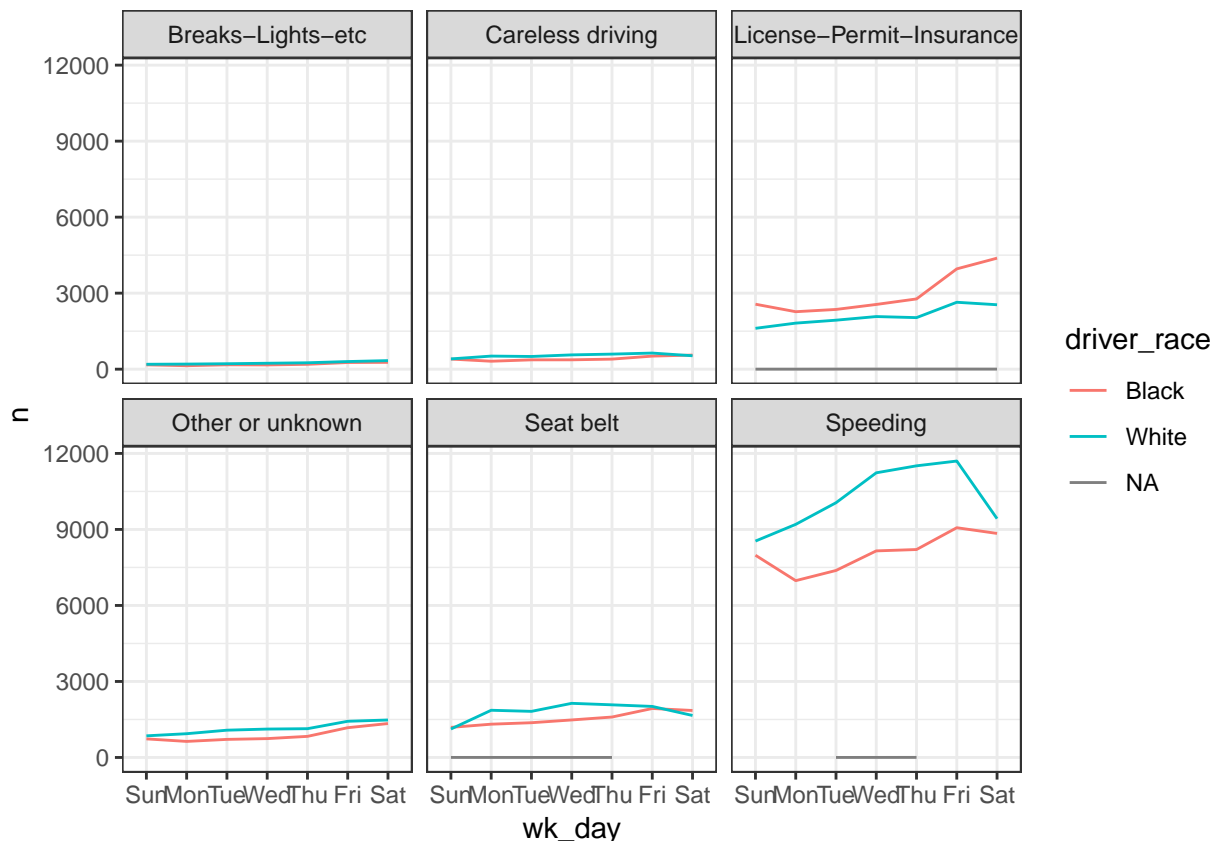 Breaks−Lights−etc
Careless driving
License−Permit−Insurance
12000
9000
6000
3000
0
Other or unknown
Seat belt
Speeding
12000
9000
6000
3000
0
Sun Mon Tue Wed Thu Fri Sat
Sun Mon Tue Wed Thu Fri Sat
Sun Mon Tue Wed Thu Fri Sat
wk_day
n
driver_race
Black
White
NA